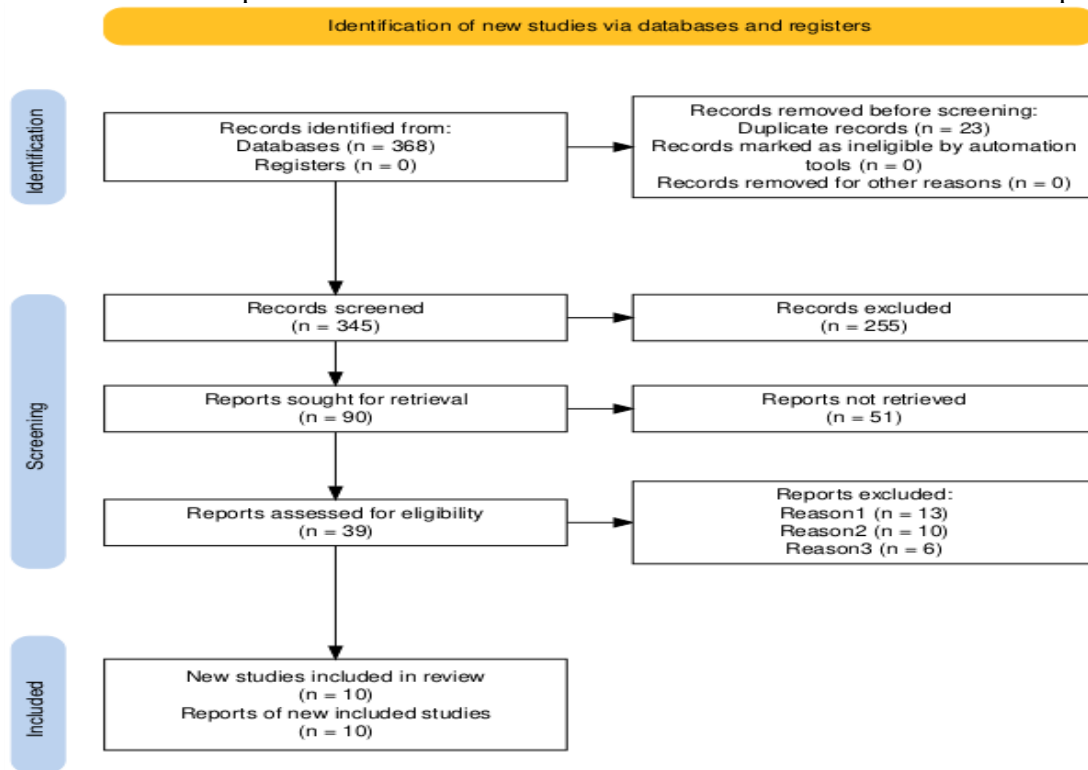 Identification of new studies via databases and registers
Identification
Records identified from:
Databases (n = 368)
Registers (n = 0)
Records removed before screening:
Duplicate records (n = 23)
Records marked as ineligible by automation
tools (n = 0)
Records removed for other reasons (n = 0)
Screening
Records screened
(n = 345)
Records excluded
(n = 255)
Reports sought for retrieval
(n = 90)
Reports not retrieved
(n = 51)
Reports assessed for eligibility
(n = 39)
Reports excluded:
Reason1 (n = 13)
Reason2 (n = 10)
Reason3 (n = 6)
Included
New studies included in review
(n = 10)
Reports of new included studies
(n = 10)